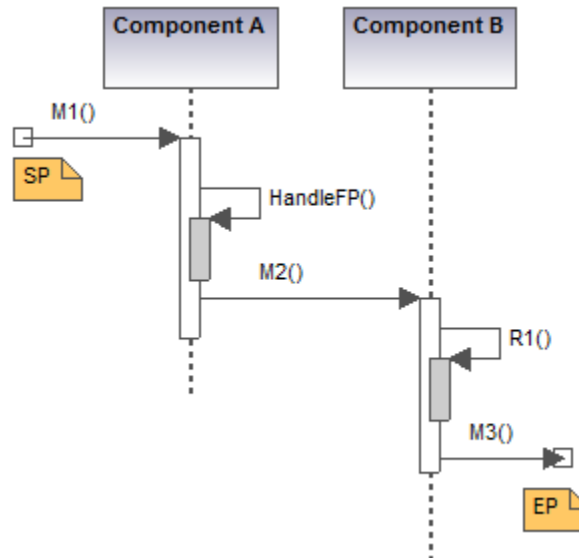 Component A
Component B
M1()
SP
HandleFP()
M2()
R1()
M3()
EP